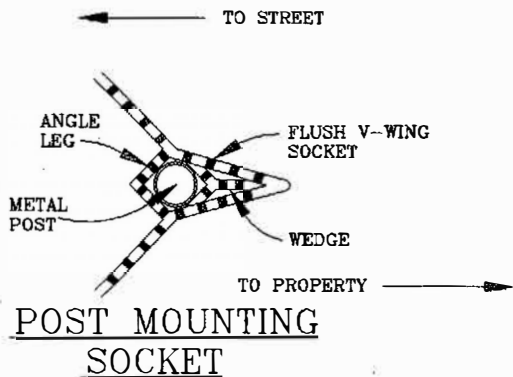 TO STREET
ANGLE
LEG
FLUSH V-WING
SOCKET
METAL
POST
WEDGE
TO PROPERTY
POST MOUNTING
SOCKET